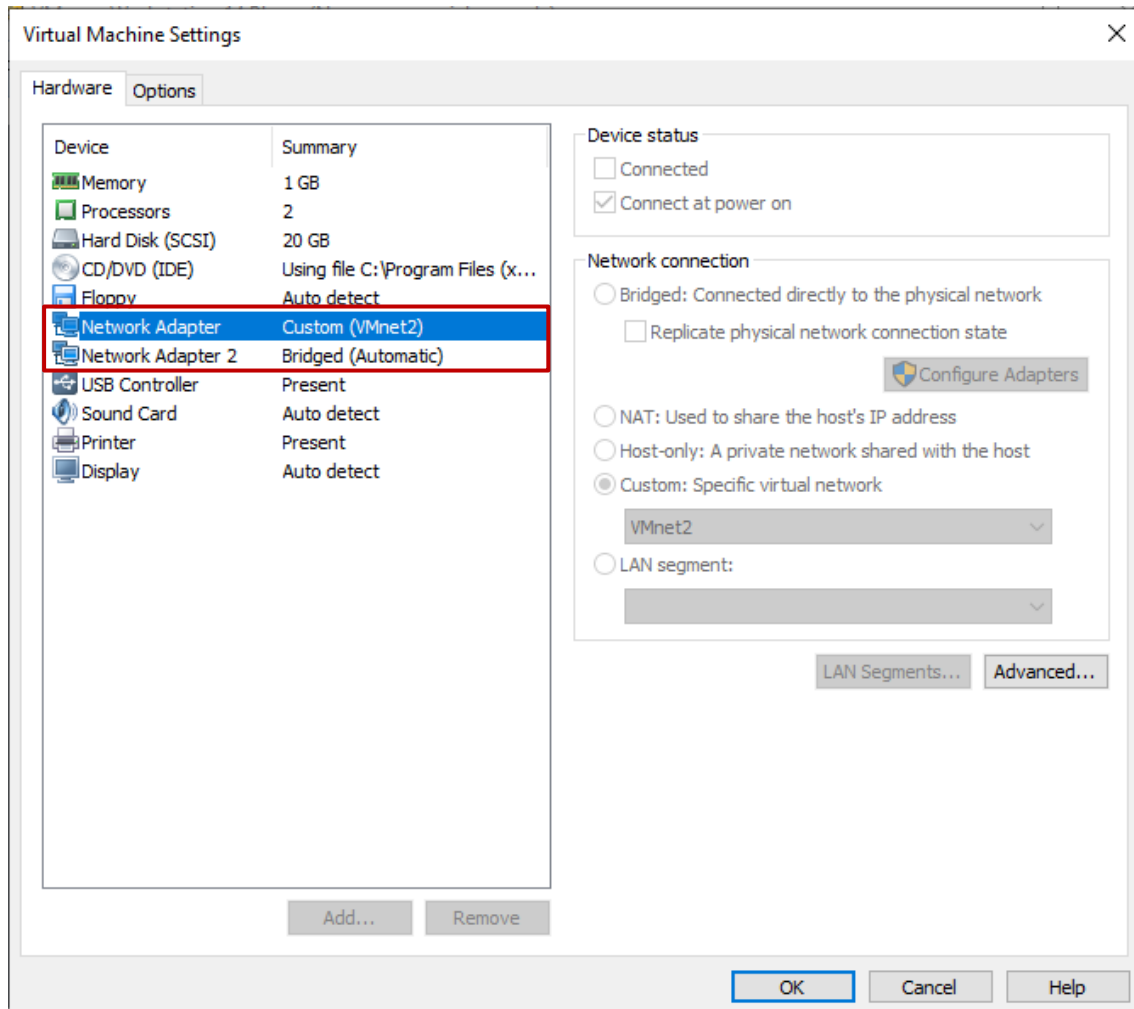 Virtual Machine Settings
Hardware
Options
Device Summary
Memory 1 GB
Processors 2
Hard Disk (SCSI) 20 GB
CD/DVD (IDE) Using file C:\Program Files (x...
Floppy Auto detect
Network Adapter Custom (VMnet2)
Network Adapter 2 Bridged (Automatic)
USB Controller Present
Sound Card Auto detect
Printer Present
Display Auto detect
Add...
Remove
Device status
Connected
Connect at power on
Network connection
Bridged: Connected directly to the physical network
Replicate physical network connection state
Configure Adapters
NAT: Used to share the host's IP address
Host-only: A private network shared with the host
Custom: Specific virtual network
VMnet2
LAN segment:
LAN Segments...
Advanced...
OK
Cancel
Help